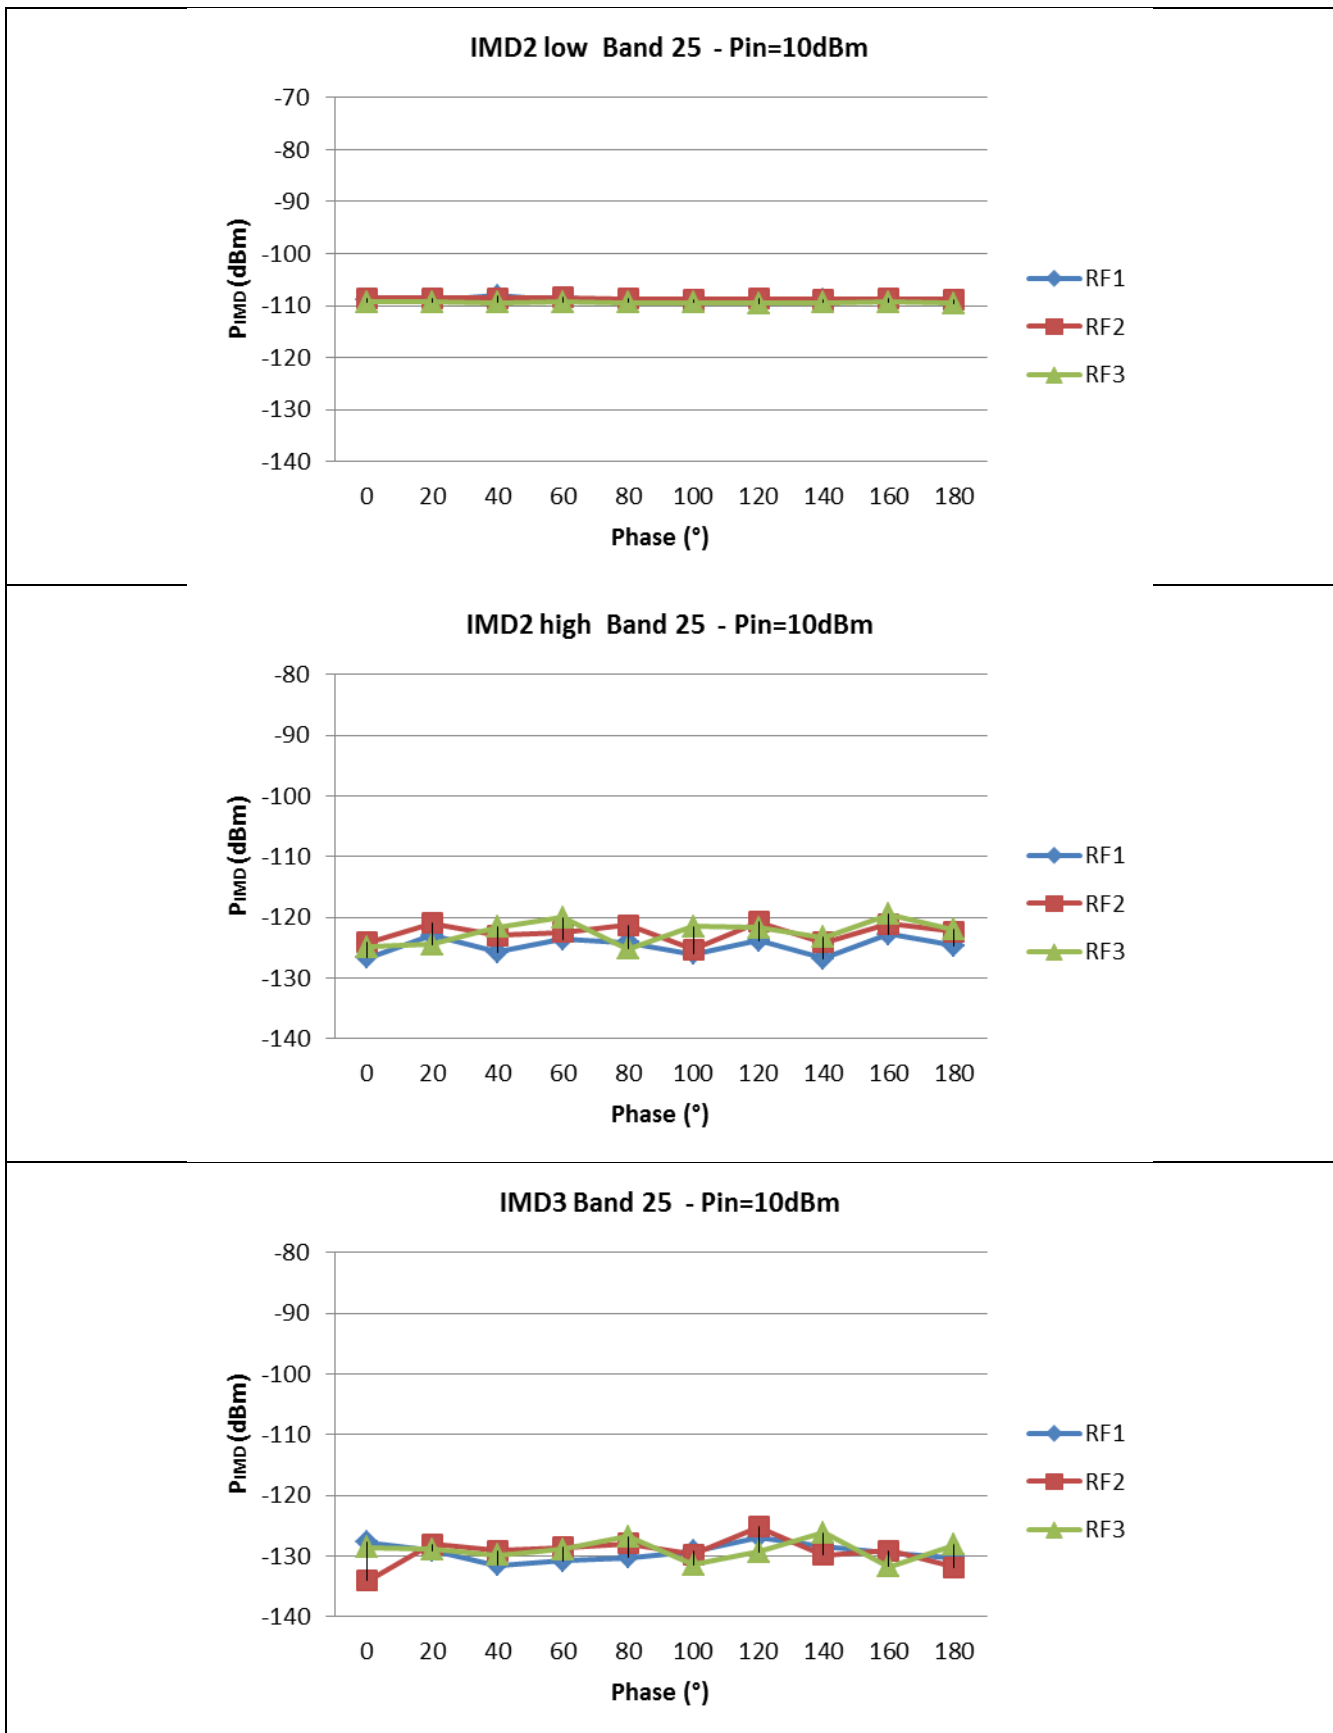 IMD2 low  Band 25  - Pin=10dBm
-70
-80
-90
-100
-110
-120
-130
-140
PIMD (dBm)
0 20 40 60 80 100 120 140 160 180
Phase (°)
RF1
RF2
RF3
IMD2 high  Band 25  - Pin=10dBm
-80
-90
-100
-110
-120
-130
-140
PIMD (dBm)
0 20 40 60 80 100 120 140 160 180
Phase (°)
RF1
RF2
RF3
IMD3 Band 25  - Pin=10dBm
-80
-90
-100
-110
-120
-130
-140
PIMD (dBm)
0 20 40 60 80 100 120 140 160 180
Phase (°)
RF1
RF2
RF3